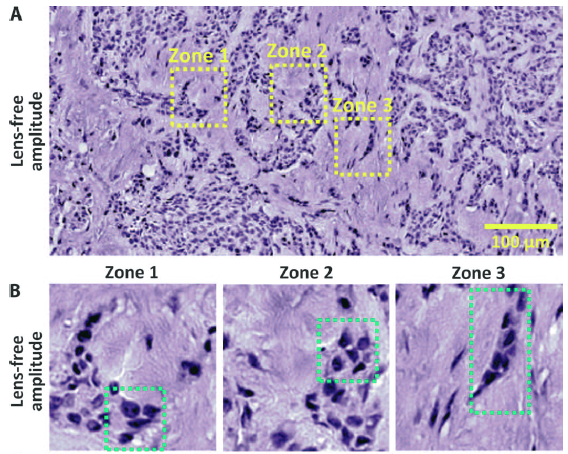 A
Lens-free
amplitude
Zone 1
Zone 2
Zone 3
100 μm
B
Zone 1
Zone 2
Zone 3
Lens-free
amplitude